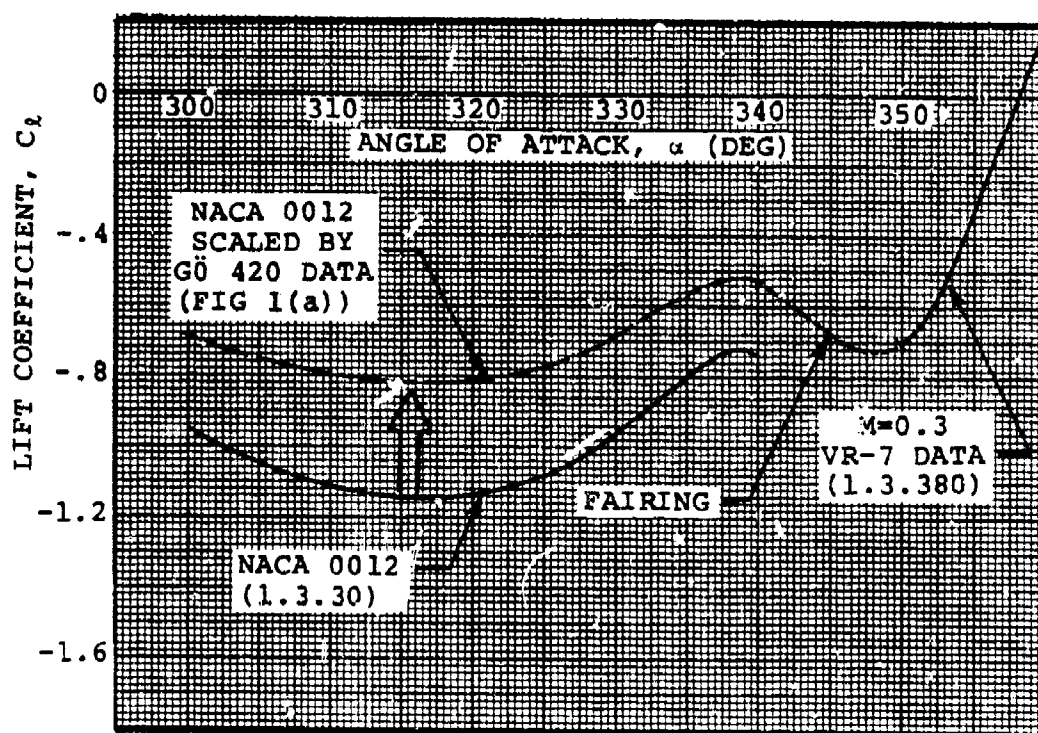 LIFT COEFFICIENT, Cℓ
0
-.4
-.8
-1.2
-1.6
300 310 320 330 340 350
ANGLE OF ATTACK, α (DEG)
NACA 0012
SCALED BY
GÖ 420 DATA
(FIG 1(a))
M=0.3
VR-7 DATA
(1.3.380)
FAIRING
NACA 0012
(1.3.30)